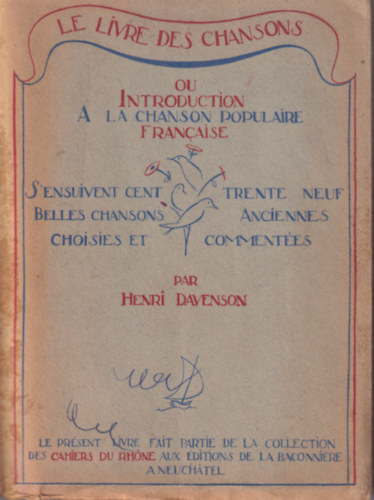 LE LIVRE DES CHANSONS
OU
INTRODUCTION
A LA CHANSON POPULAIRE
FRANÇAISE
S'ENSUIVENT CENT TRENTE NEUF
BELLES CHANSONS ANCIENNES
CHOISIES ET COMMENTÉES
PAR
HENRI DAVENSON
LE PRÉSENT LIVRE FAIT PARTIE DE LA COLLECTION
DES CAHIERS DU RHÔNE AUX EDITIONS DE LA BACONNIÈRE
A NEUCHÂTEL